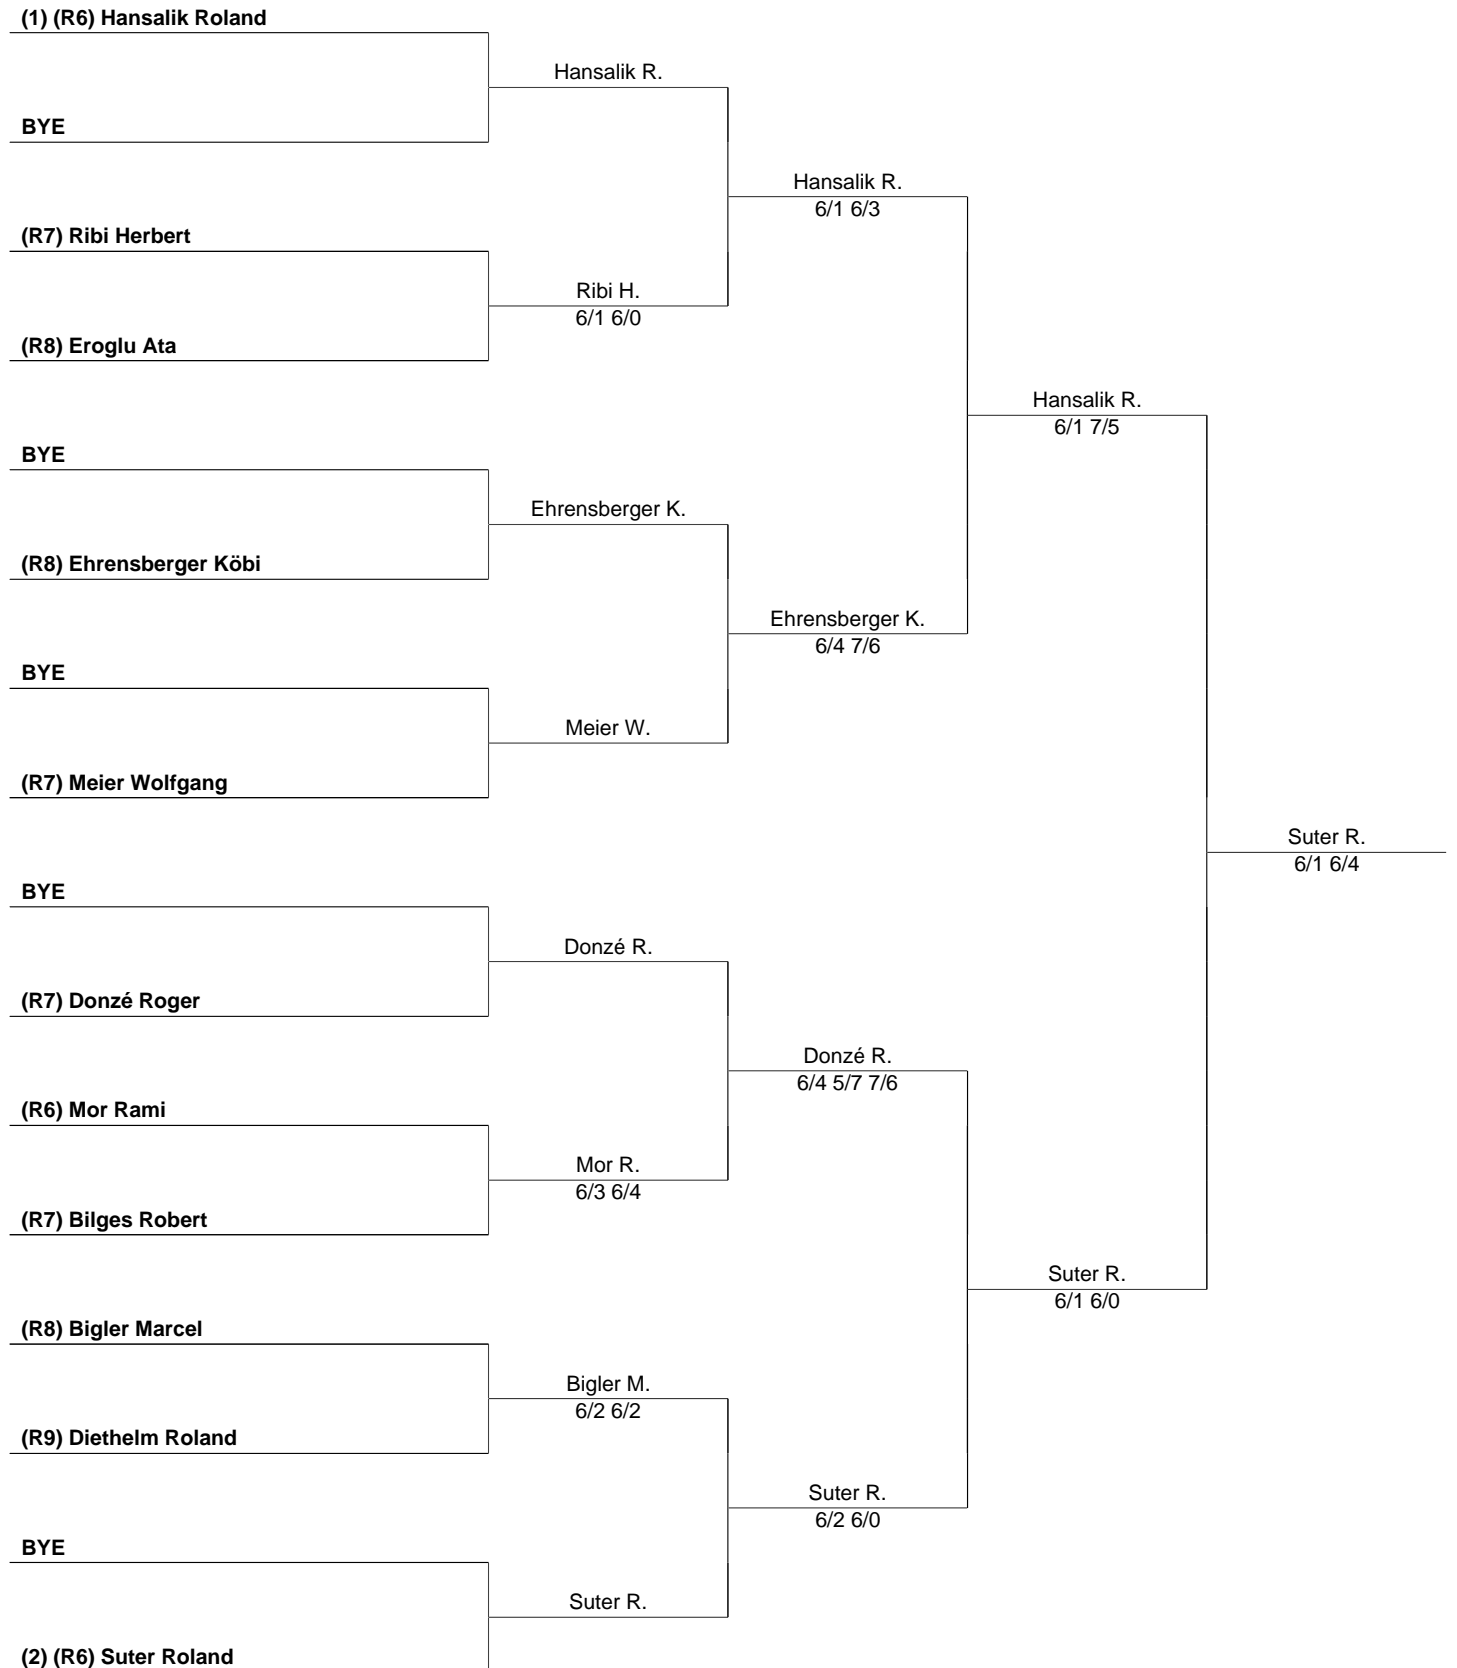 (1) (R6) Hansalik Roland
Hansalik R.
BYE
Hansalik R.
6/1 6/3
(R7) Ribi Herbert
Ribi H.
6/1 6/0
(R8) Eroglu Ata
Hansalik R.
6/1 7/5
BYE
Ehrensberger K.
(R8) Ehrensberger Köbi
Ehrensberger K.
6/4 7/6
BYE
Meier W.
(R7) Meier Wolfgang
Suter R.
6/1 6/4
BYE
Donzé R.
(R7) Donzé Roger
Donzé R.
6/4 5/7 7/6
(R6) Mor Rami
Mor R.
6/3 6/4
(R7) Bilges Robert
Suter R.
6/1 6/0
(R8) Bigler Marcel
Bigler M.
6/2 6/2
(R9) Diethelm Roland
Suter R.
6/2 6/0
BYE
Suter R.
(2) (R6) Suter Roland